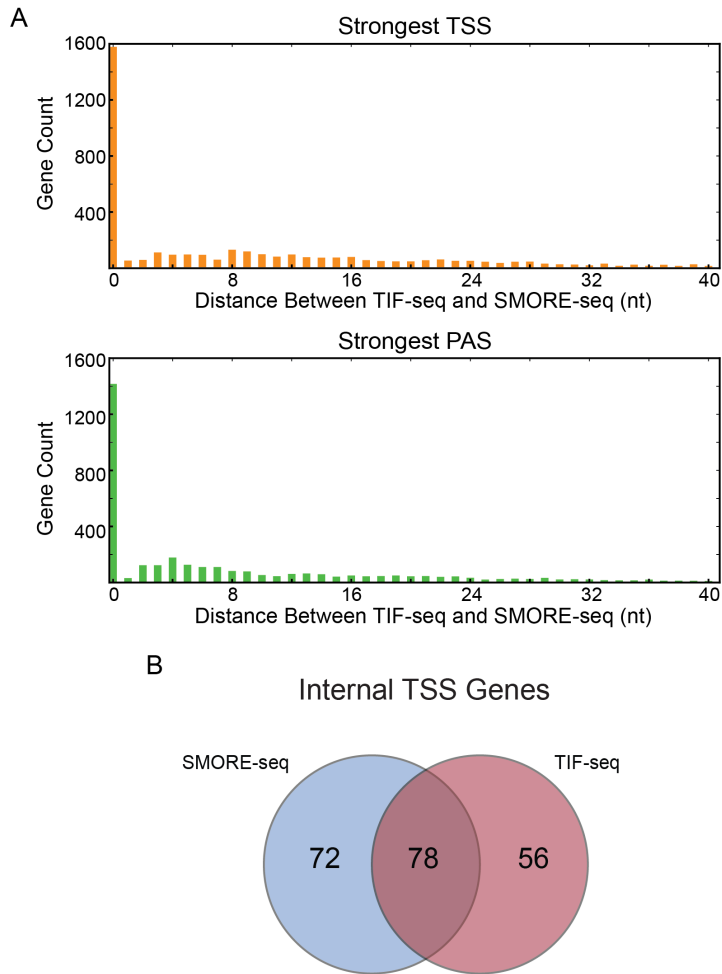 A
Strongest TSS
1600
1200
800
400
Gene Count
0 8 16 24 32 40
Distance Between TIF-seq and SMORE-seq (nt)
Strongest PAS
1600
1200
800
400
Gene Count
0 8 16 24 32 40
Distance Between TIF-seq and SMORE-seq (nt)
B
Internal TSS Genes
SMORE-seq TIF-seq
72 78 56